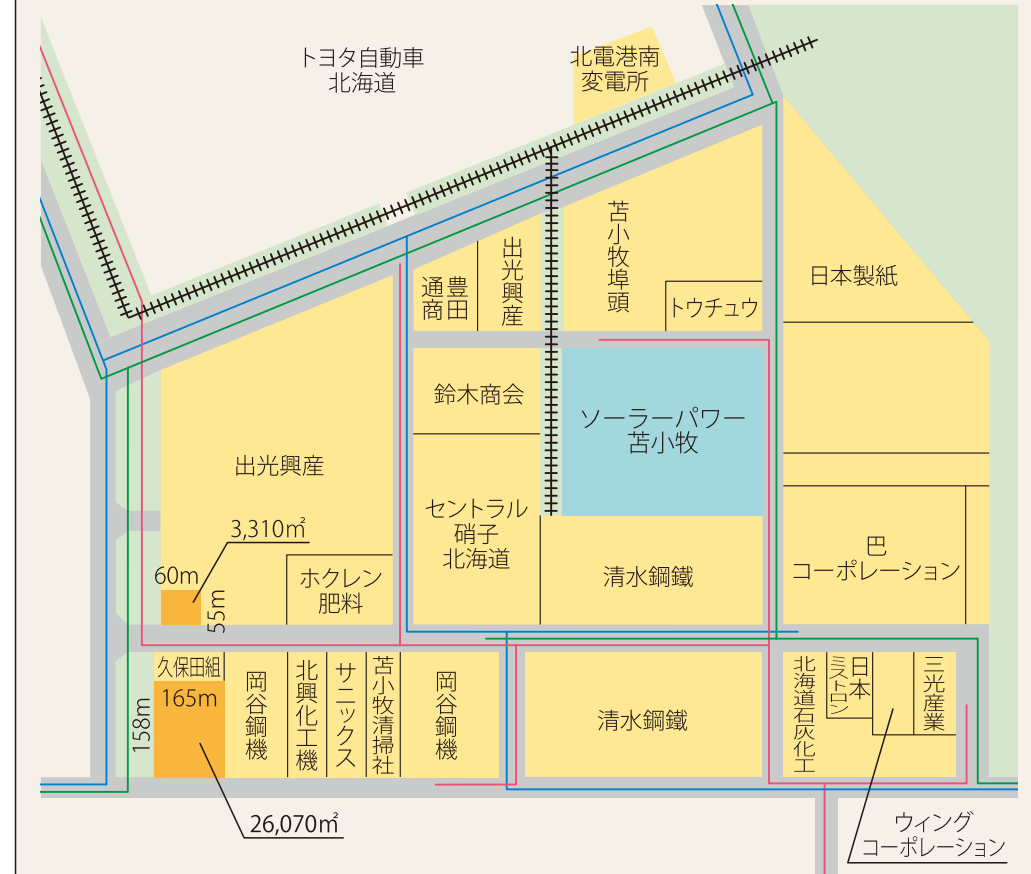 トヨタ自動車
北海道
北電港南
変電所
苫小牧埠頭
日本製紙
豊田
通商
出光興産
トウチュウ
鈴木商会
ソーラーパワー
苫小牧
出光興産
セントラル
硝子
北海道
3,310㎡
巴
コーポレーション
60m
55m
ホクレン
肥料
清水鋼鐵
久保田組
165m
158m
岡谷鋼機
北興化工機
サニックス
苫小牧清掃社
岡谷鋼機
清水鋼鐵
北海道石灰化工
日本
ミストロン
三光産業
26,070㎡
ウィング
コーポレーション